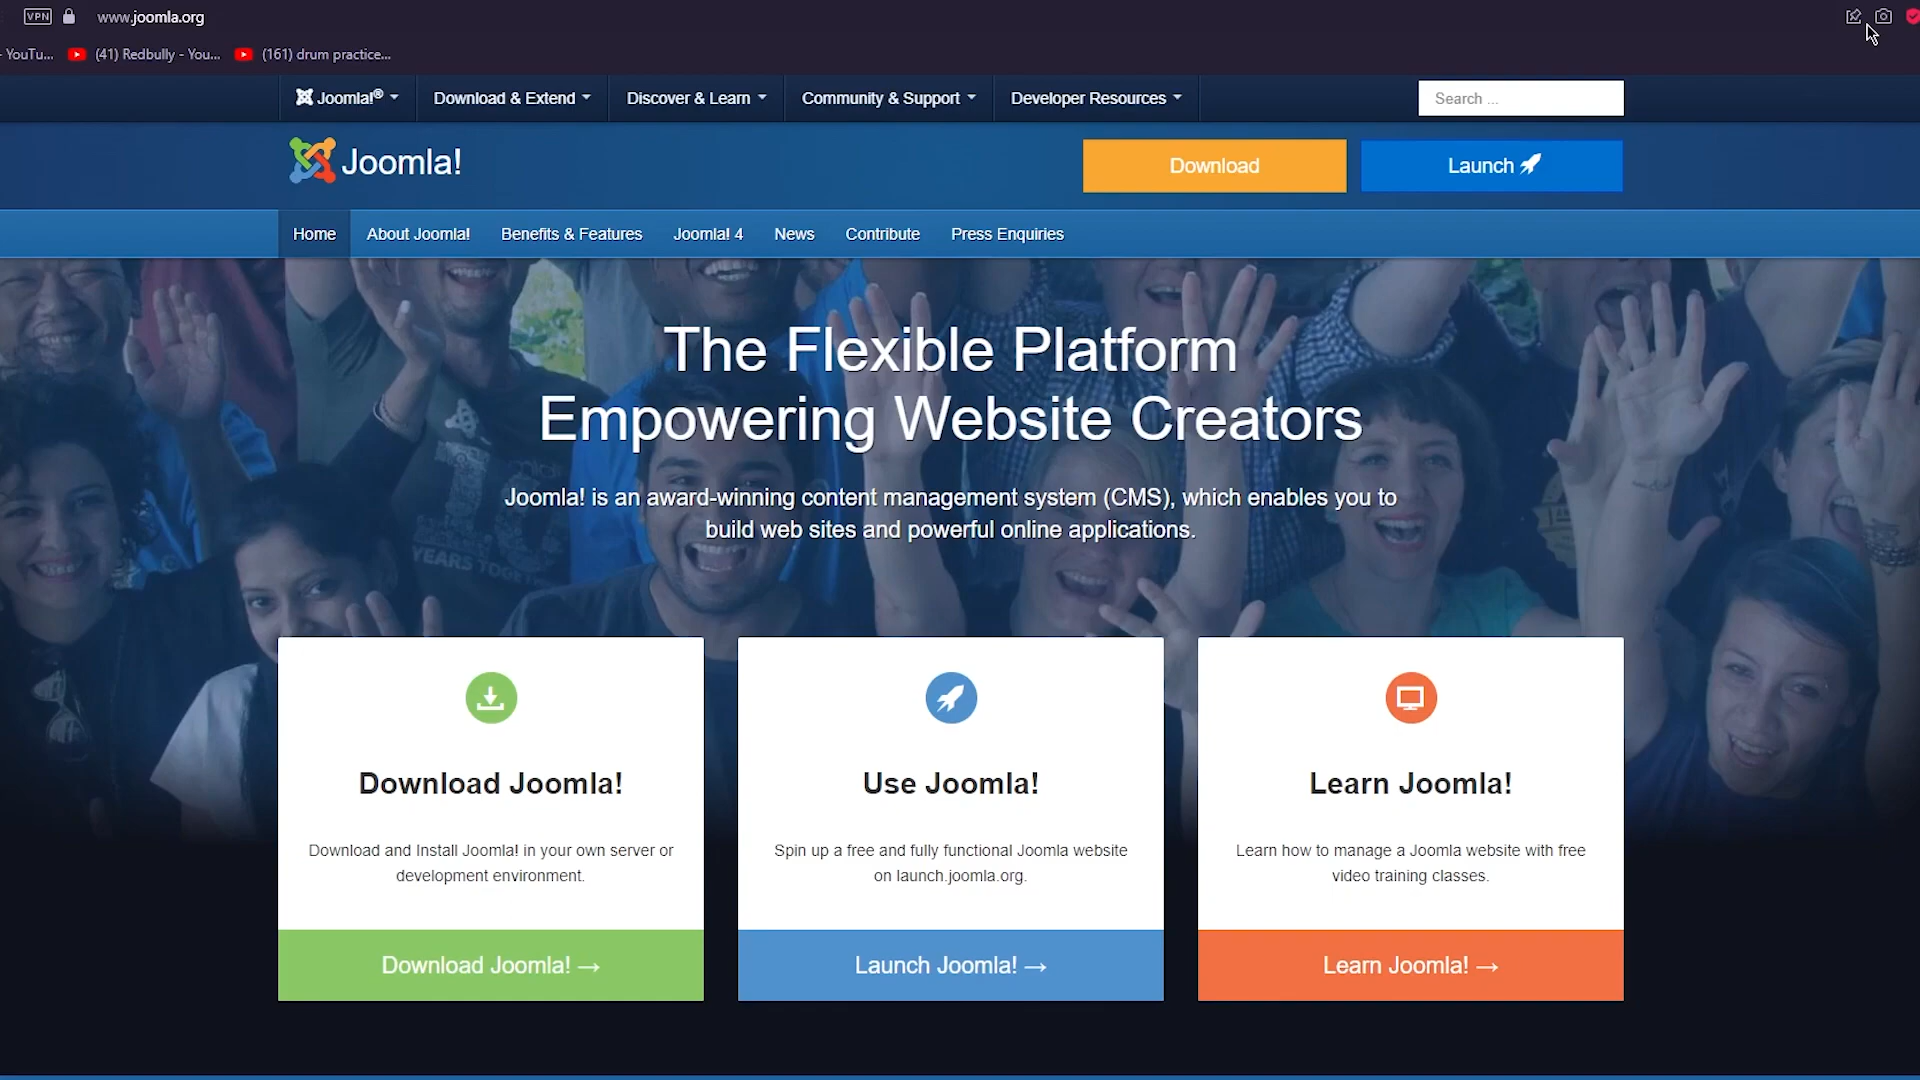 VPN www.joomla.org
- YouTu... (41) Redbully - You... (161) drum practice...
Joomla!® Download & Extend Discover & Learn Community & Support Developer Resources Search ...
Joomla! Download Launch
Home About Joomla! Benefits & Features Joomla! 4 News Contribute Press Enquiries
The Flexible Platform
Empowering Website Creators
Joomla! is an award-winning content management system (CMS), which enables you to
build web sites and powerful online applications.
YEARS TOGETHER
Download Joomla!
Download and Install Joomla! in your own server or
development environment.
Download Joomla! →
Use Joomla!
Spin up a free and fully functional Joomla website
on launch.joomla.org.
Launch Joomla! →
Learn Joomla!
Learn how to manage a Joomla website with free
video training classes.
Learn Joomla! →